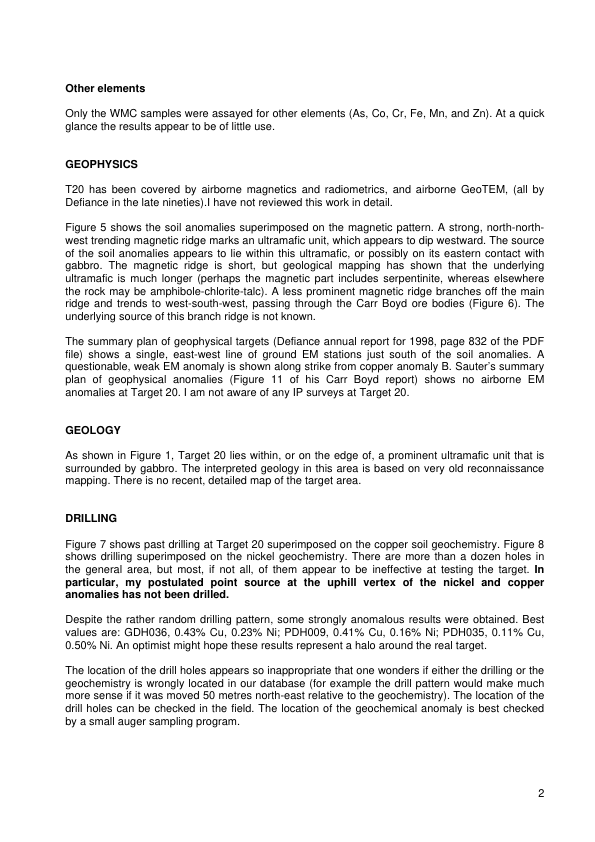 Other elements
Only the WMC samples were assayed for other elements (As, Co, Cr, Fe, Mn, and Zn). At a quick
glance the results appear to be of little use.
GEOPHYSICS
T20 has been covered by airborne magnetics and radiometrics, and airborne GeoTEM, (all by
Defiance in the late nineties).I have not reviewed this work in detail.
Figure 5 shows the soil anomalies superimposed on the magnetic pattern. A strong, north-north-
west trending magnetic ridge marks an ultramafic unit, which appears to dip westward. The source
of the soil anomalies appears to lie within this ultramafic, or possibly on its eastern contact with
gabbro. The magnetic ridge is short, but geological mapping has shown that the underlying
ultramafic is much longer (perhaps the magnetic part includes serpentinite, whereas elsewhere
the rock may be amphibole-chlorite-talc). A less prominent magnetic ridge branches off the main
ridge and trends to west-south-west, passing through the Carr Boyd ore bodies (Figure 6). The
underlying source of this branch ridge is not known.
The summary plan of geophysical targets (Defiance annual report for 1998, page 832 of the PDF
file) shows a single, east-west line of ground EM stations just south of the soil anomalies. A
questionable, weak EM anomaly is shown along strike from copper anomaly B. Sauter's summary
plan of geophysical anomalies (Figure 11 of his Carr Boyd report) shows no airborne EM
anomalies at Target 20. I am not aware of any IP surveys at Target 20.
GEOLOGY
As shown in Figure 1, Target 20 lies within, or on the edge of, a prominent ultramafic unit that is
surrounded by gabbro. The interpreted geology in this area is based on very old reconnaissance
mapping. There is no recent, detailed map of the target area.
DRILLING
Figure 7 shows past drilling at Target 20 superimposed on the copper soil geochemistry. Figure 8
shows drilling superimposed on the nickel geochemistry. There are more than a dozen holes in
the general area, but most, if not all, of them appear to be ineffective at testing the target. In
particular, my postulated point source at the uphill vertex of the nickel and copper
anomalies has not been drilled.
Despite the rather random drilling pattern, some strongly anomalous results were obtained. Best
values are: GDH036, 0.43% Cu, 0.23% Ni; PDH009, 0.41% Cu, 0.16% Ni; PDH035, 0.11% Cu,
0.50% Ni. An optimist might hope these results represent a halo around the real target.
The location of the drill holes appears so inappropriate that one wonders if either the drilling or the
geochemistry is wrongly located in our database (for example the drill pattern would make much
more sense if it was moved 50 metres north-east relative to the geochemistry). The location of the
drill holes can be checked in the field. The location of the geochemical anomaly is best checked
by a small auger sampling program.
2